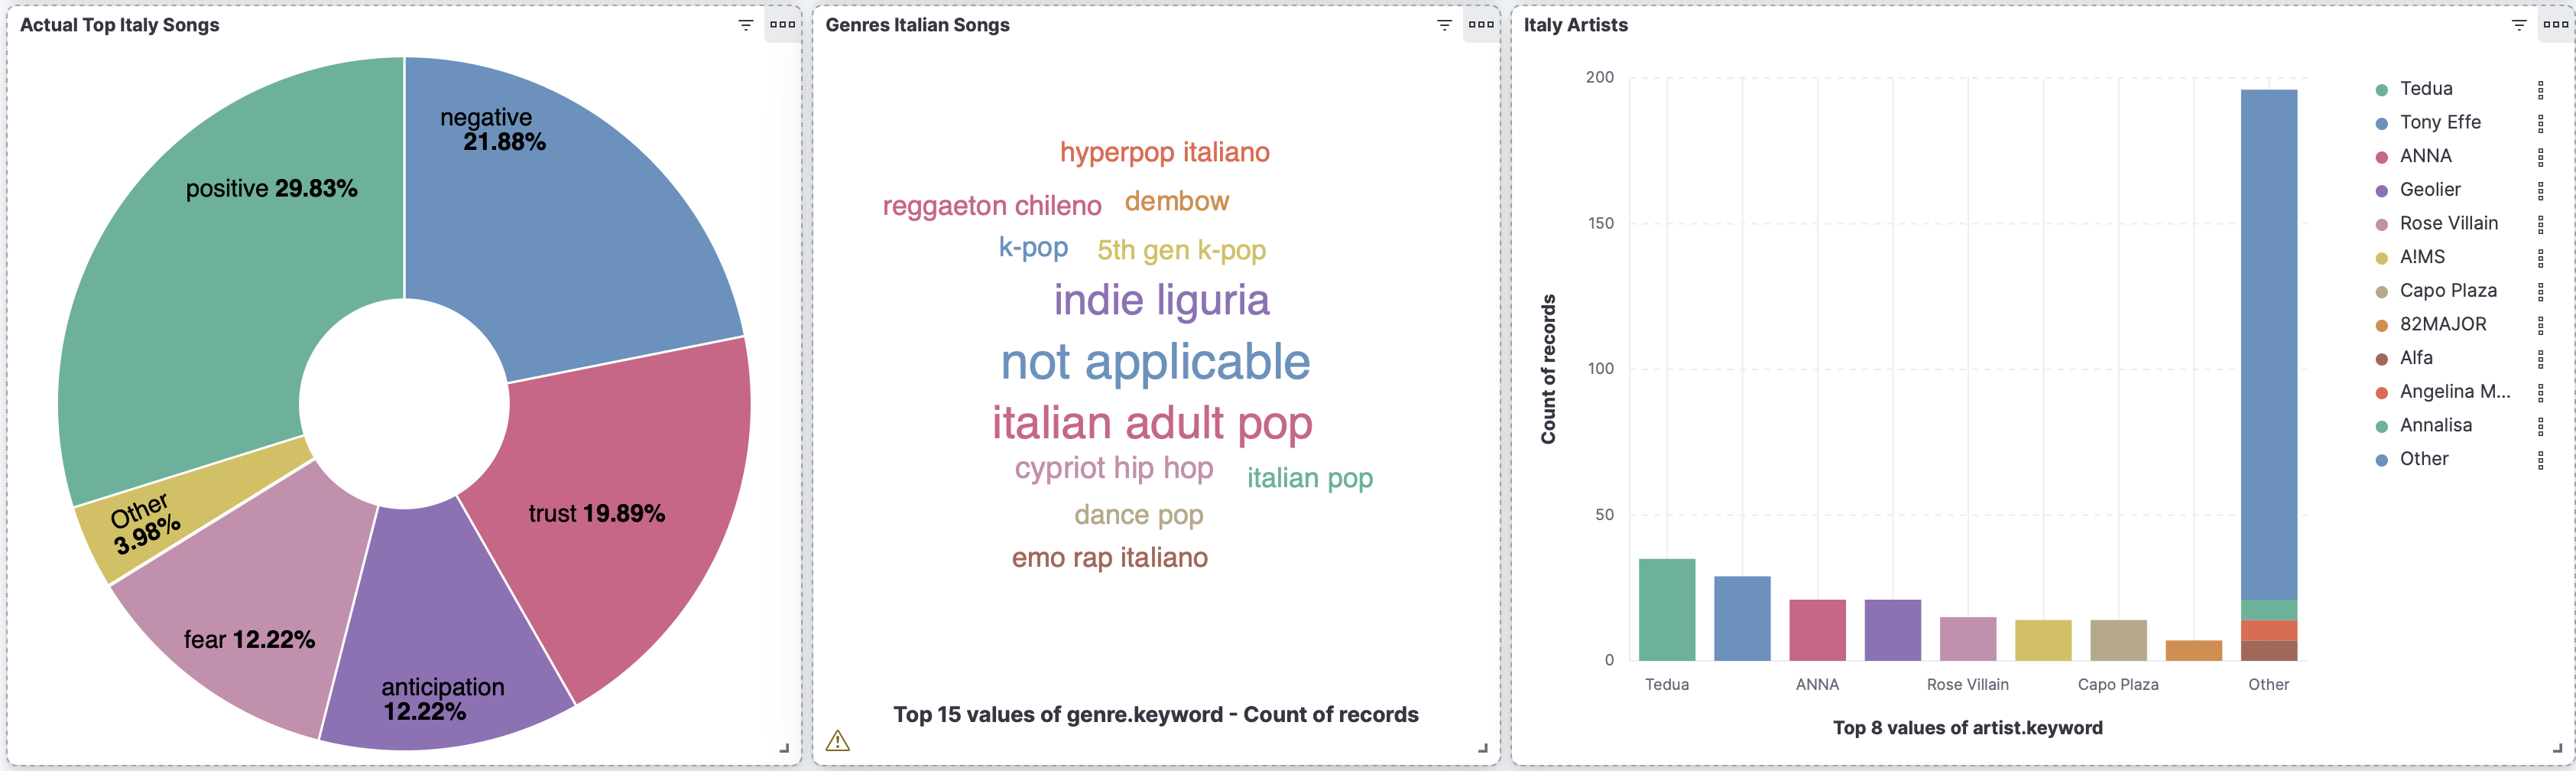 Actual Top Italy Songs
negative
21.88%
positive 29.83%
trust 19.89%
Other
3.98%
fear 12.22%
anticipation
12.22%
Genres Italian Songs
hyperpop italiano
reggaeton chileno
dembow
k-pop
5th gen k-pop
indie liguria
not applicable
italian adult pop
cypriot hip hop
italian pop
dance pop
emo rap italiano
Top 15 values of genre.keyword - Count of records
Italy Artists
200
150
100
50
0
Count of records
Tedua
ANNA
Rose Villain
Capo Plaza
Other
Top 8 values of artist.keyword
Tedua
Tony Effe
ANNA
Geolier
Rose Villain
A!MS
Capo Plaza
82MAJOR
Alfa
Angelina M...
Annalisa
Other